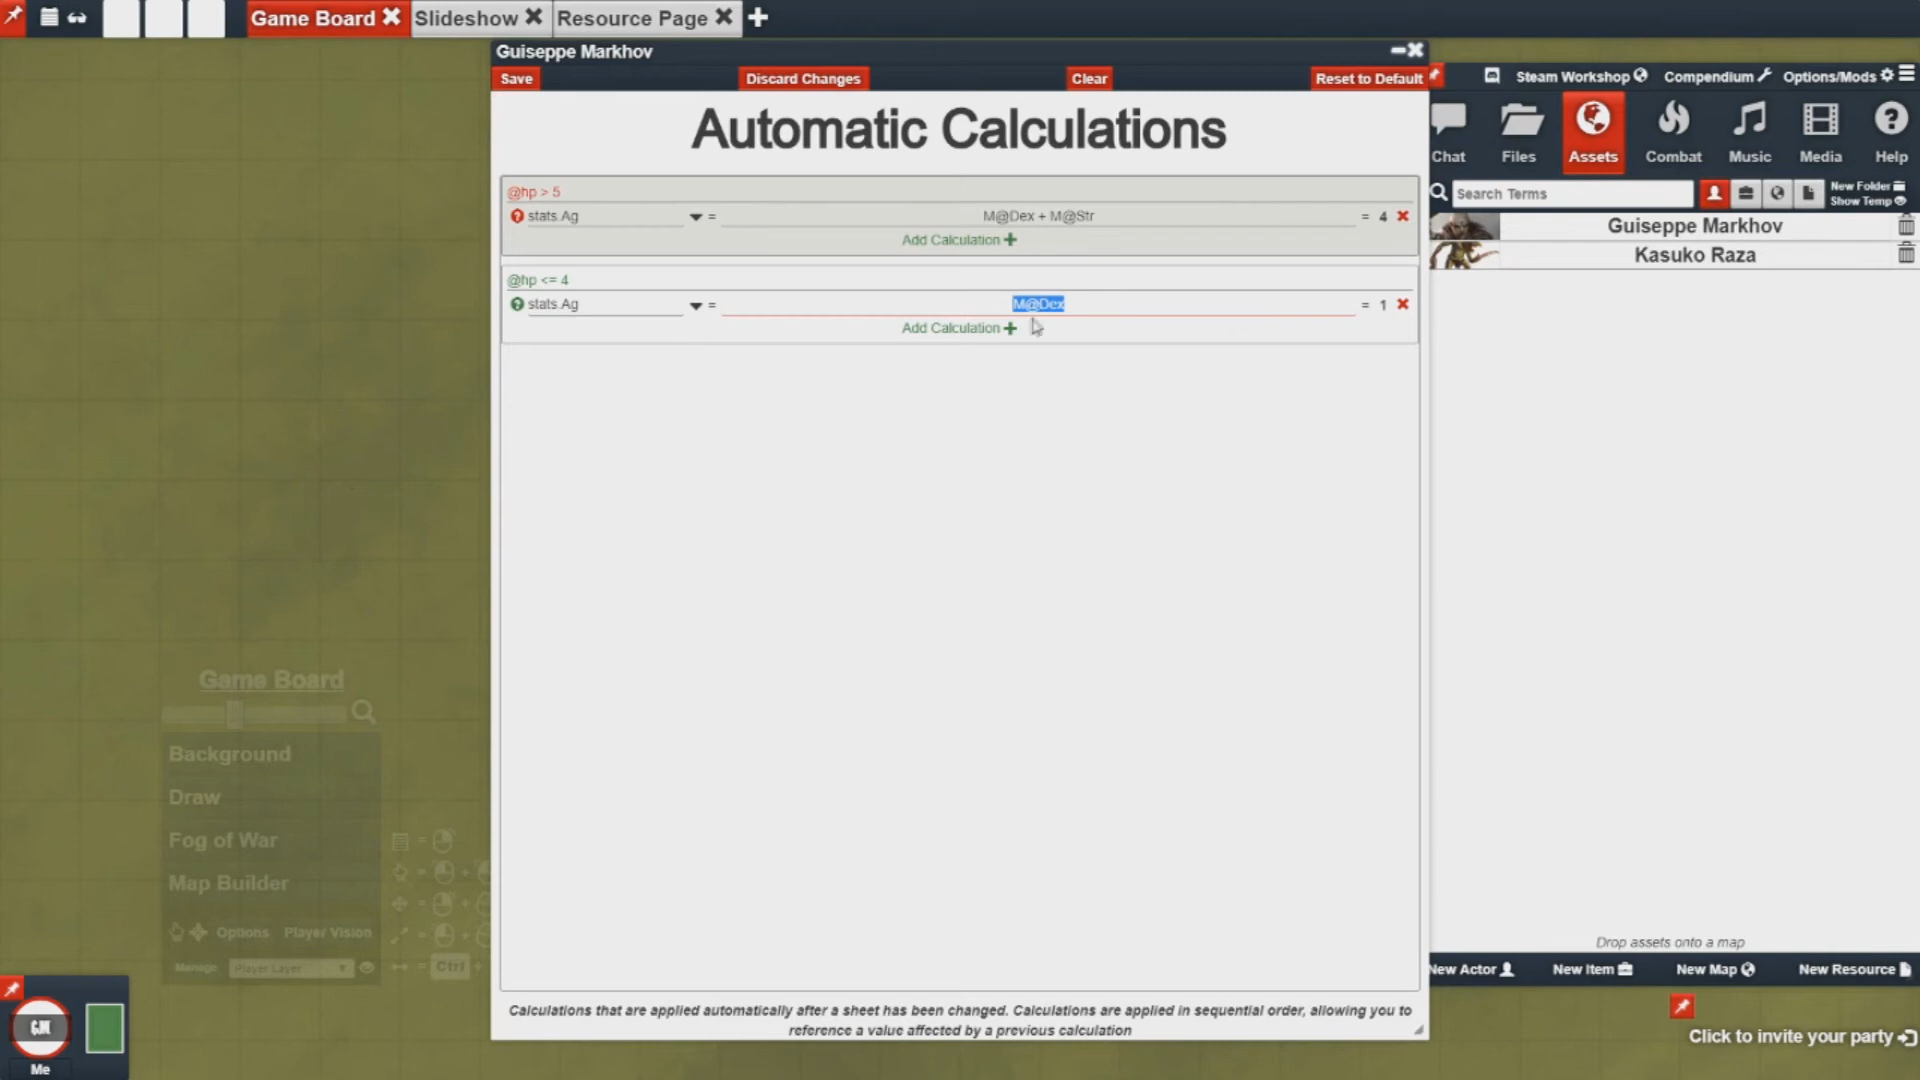 Game Board
Slideshow
Resource Page
Guiseppe Markhov
Save
Discard Changes
Clear
Reset to Default
Automatic Calculations
@hp > 5
stats.Ag = M@Dex + M@Str = 4
Add Calculation
@hp <= 4
stats.Ag = M@Dex = 1
Add Calculation
Calculations that are applied automatically after a sheet has been changed. Calculations are applied in sequential order, allowing you to
reference a value affected by a previous calculation
Steam Workshop
Compendium
Options/Mods
Chat
Files
Assets
Combat
Music
Media
Help
Search Terms
New Folder
Show Temp
Guiseppe Markhov
Kasuko Raza
Drop assets onto a map
New Actor
New Item
New Map
New Resource
Click to invite your party
Game Board
Background
Draw
Fog of War
Map Builder
Options
Player Vision
Manage
Player Layer
= 
= +
= +
= +
= Ctrl +
GM
Me